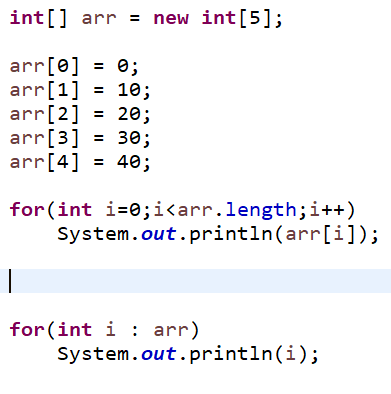 int[] arr = new int[5];
arr[0] = 0;
arr[1] = 10;
arr[2] = 20;
arr[3] = 30;
arr[4] = 40;
for(int i=0;i<arr.length;i++)
    System.out.println(arr[i]);
for(int i : arr)
    System.out.println(i);